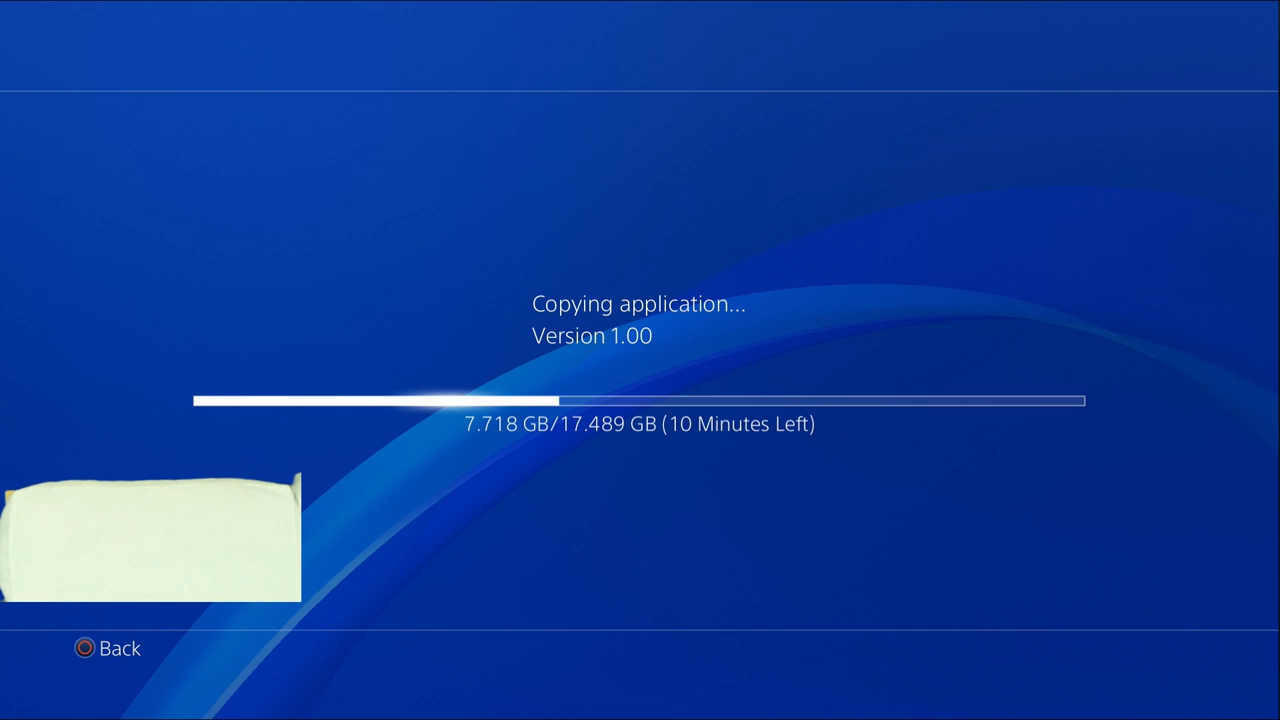 Copying application...
Version 1.00
7.718 GB/17.489 GB (10 Minutes Left)
Back